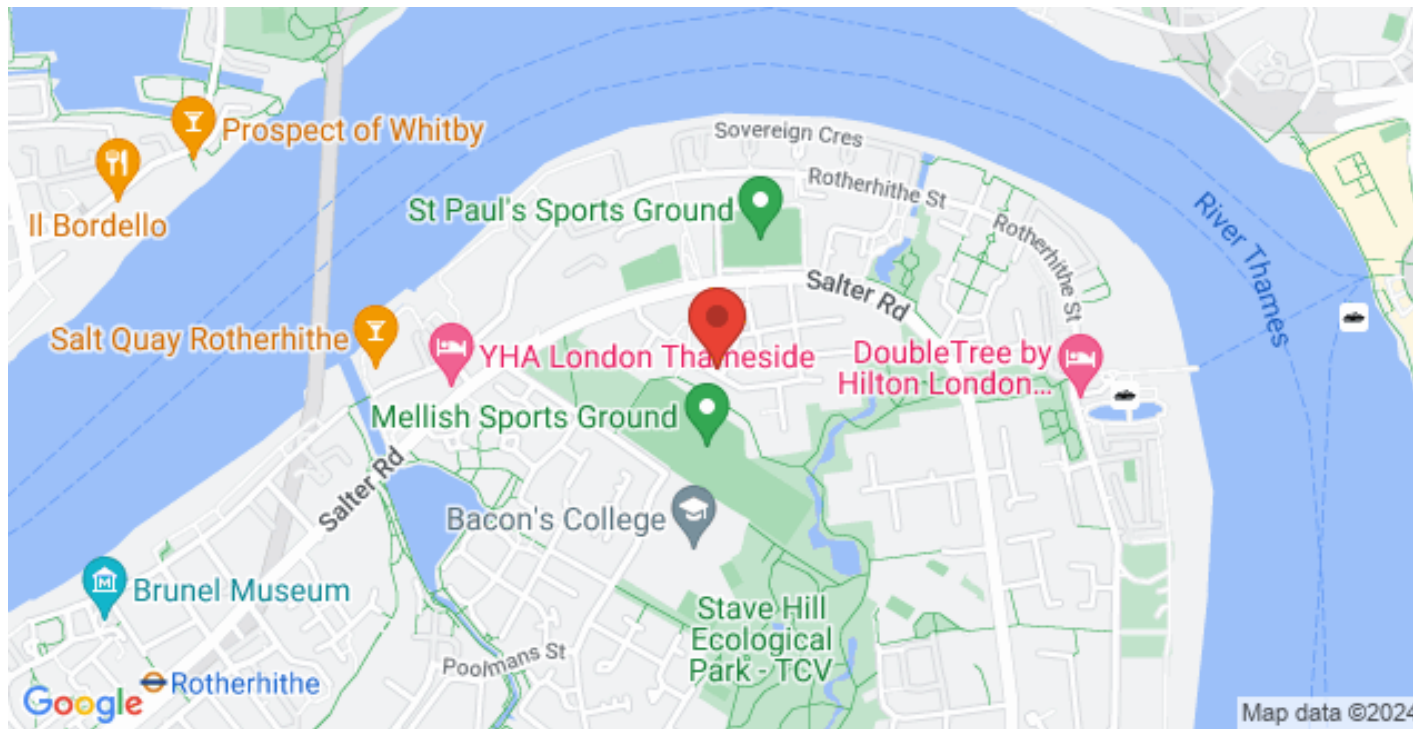 Sovereign Cres
Prospect of Whitby
Rotherhithe St
St Paul's Sports Ground
Il Bordello
River Thames
Rotherhithe St
Salter Rd
Salt Quay Rotherhithe
YHA London Thameside
DoubleTree by
Hilton London...
Mellish Sports Ground
Salter Rd
Bacon's College
Brunel Museum
Stave Hill
Ecological
Park - TCV
Poolmans St
Rotherhithe
Google
Map data ©2024